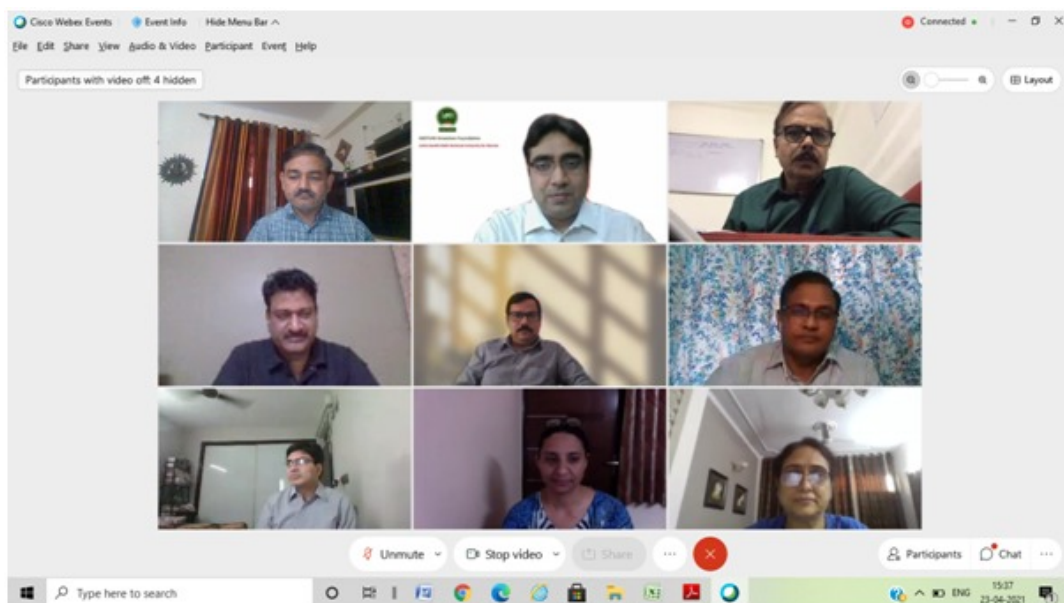 Cisco Webex Events Event Info Hide Menu Bar
Connected
File Edit Share View Audio & Video Participant Event Help
Participants with video off: 4 hidden
Layout
Unmute Stop video Share Participants Chat
Type here to search
ENG
15:37
23-04-2021